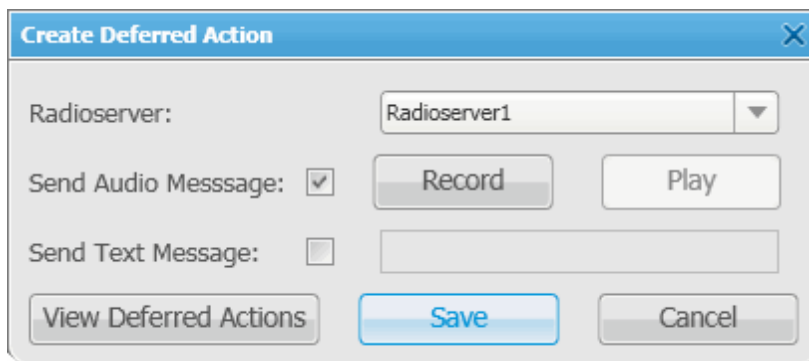 Create Deferred Action
Radioserver: Radioserver1
Send Audio Messsage: Record Play
Send Text Message:
View Deferred Actions Save Cancel